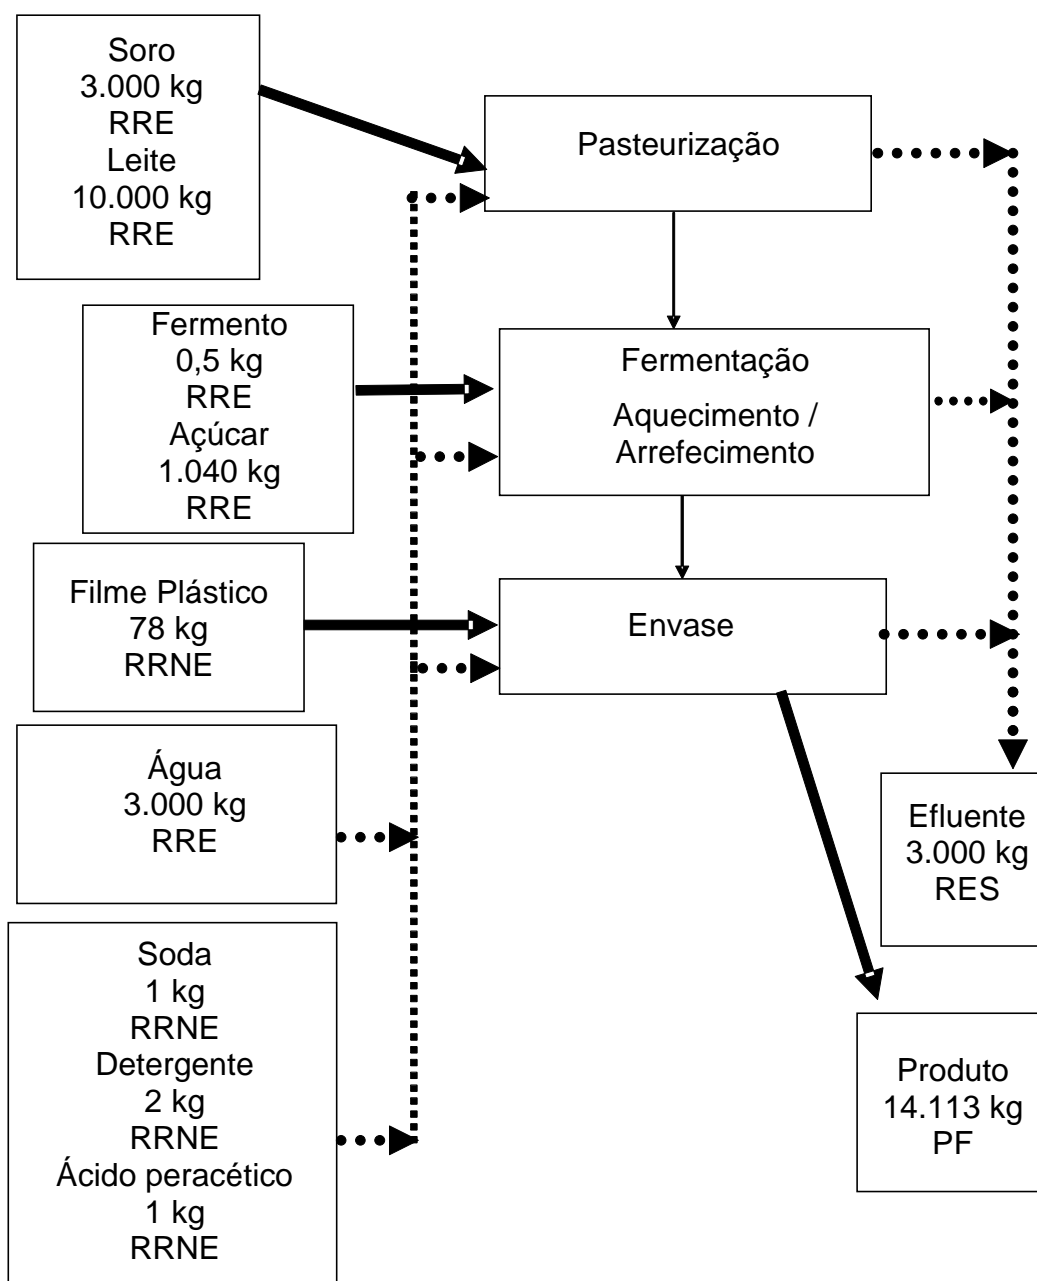 Soro
3.000 kg
RRE
Leite
10.000 kg
RRE
Pasteurização
Fermento
0,5 kg
RRE
Açúcar
1.040 kg
RRE
Fermentação
Aquecimento /
Arrefecimento
Filme Plástico
78 kg
RRNE
Envase
Água
3.000 kg
RRE
Efluente
3.000 kg
RES
Soda
1 kg
RRNE
Detergente
2 kg
RRNE
Ácido peracético
1 kg
RRNE
Produto
14.113 kg
PF